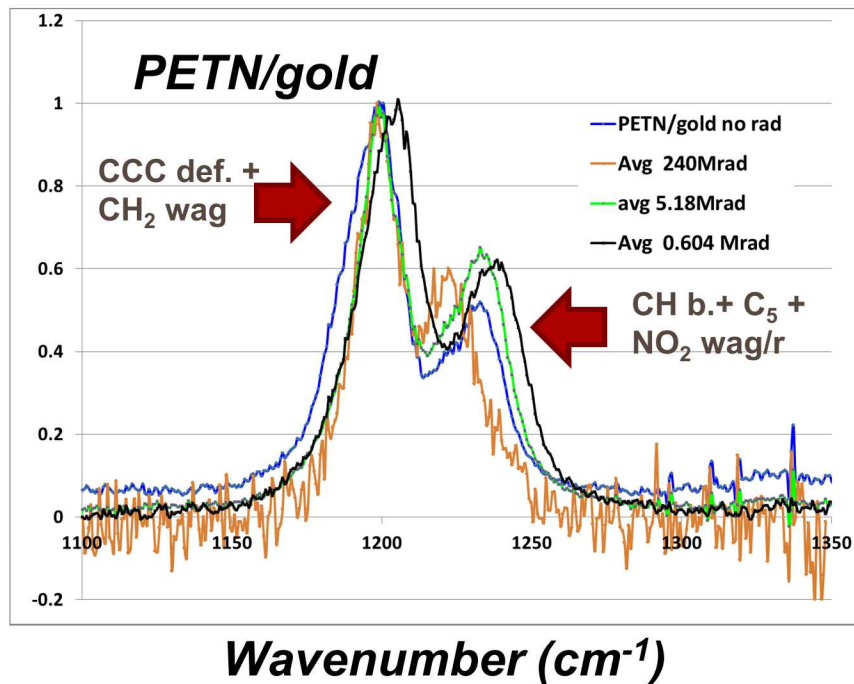 PETN/gold
1.2
1
0.8
0.6
0.4
0.2
0
-0.2
CCC def. +
CH₂ wag
PETN/gold no rad
Avg 240Mrad
avg 5.18Mrad
Avg 0.604 Mrad
CH b.+ C₅ +
NO₂ wag/r
1100
1150
1200
1250
1300
1350
Wavenumber (cm⁻¹)